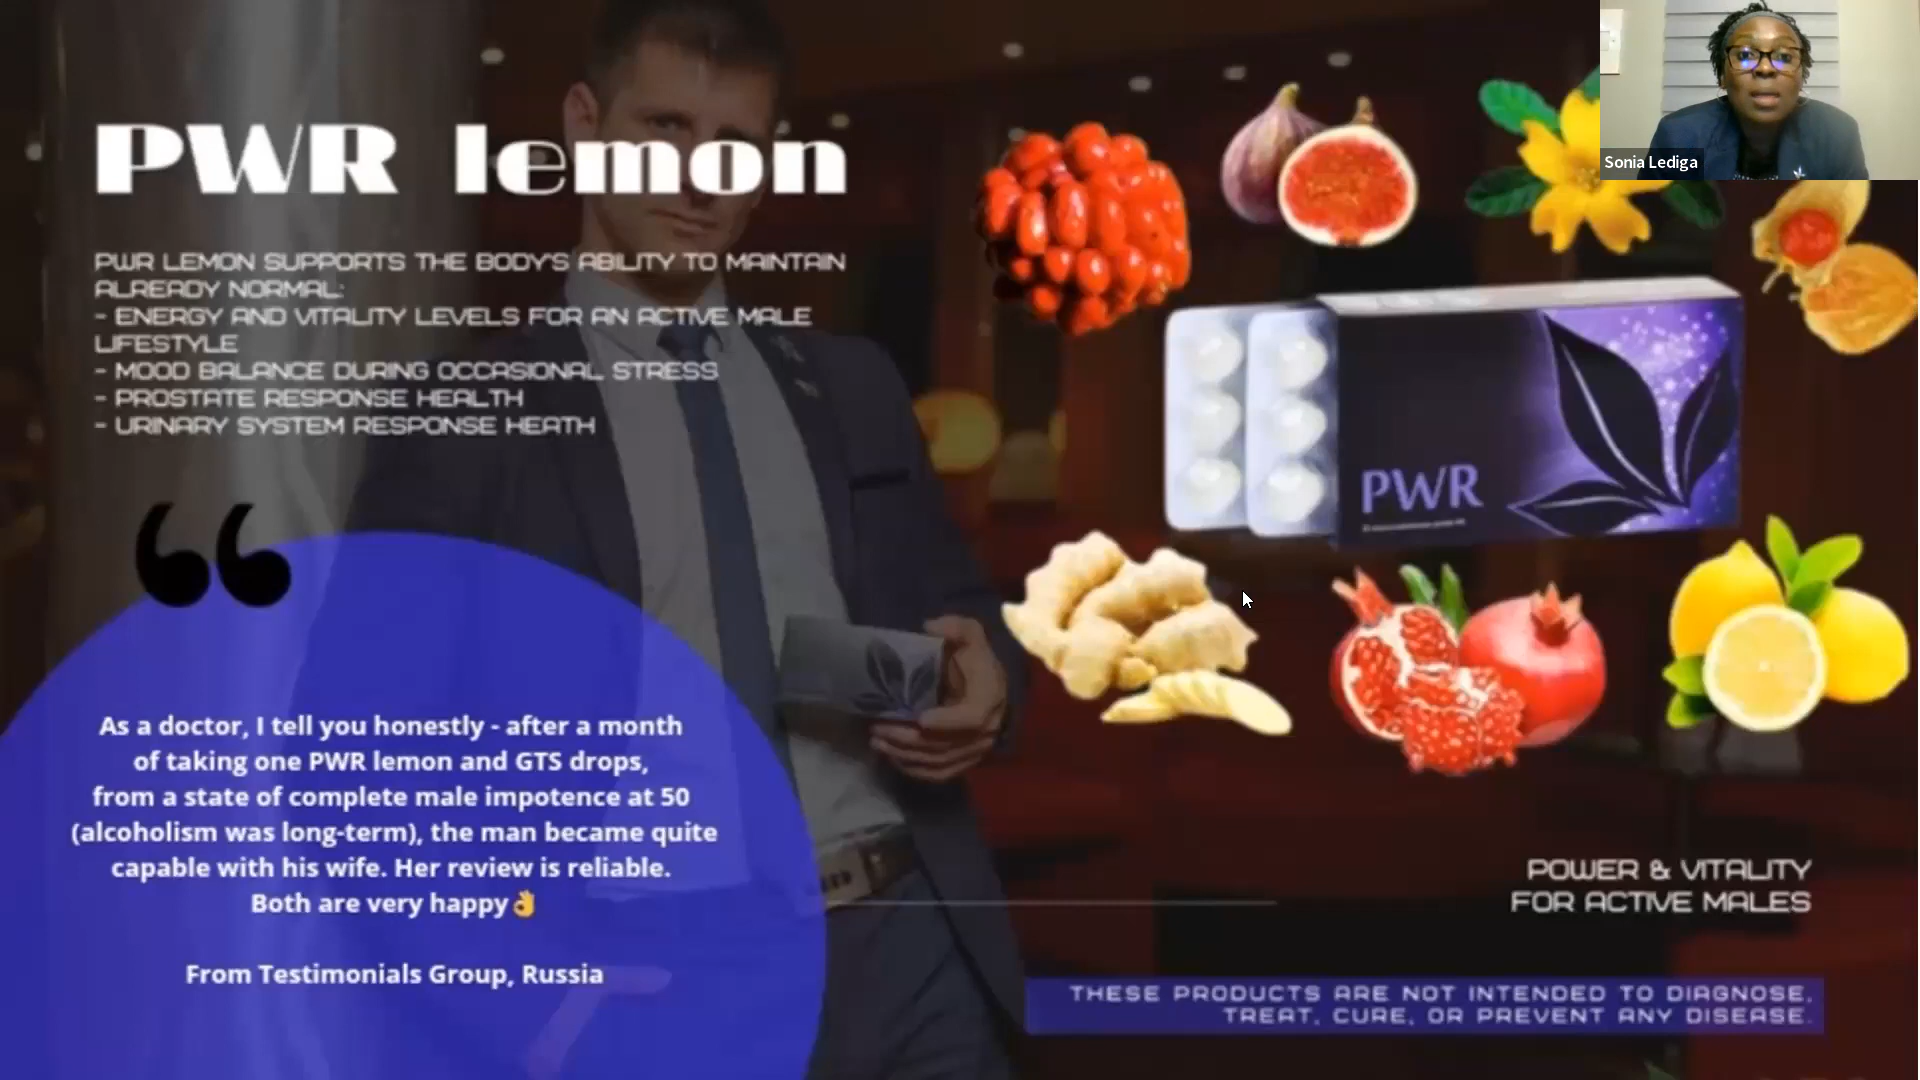 PWR lemon
PWR LEMON SUPPORTS THE BODY'S ABILITY TO MAINTAIN
ALREADY NORMAL:
- ENERGY AND VITALITY LEVELS FOR AN ACTIVE MALE
LIFESTYLE
- MOOD BALANCE DURING OCCASIONAL STRESS
- PROSTATE RESPONSE HEALTH
- URINARY SYSTEM RESPONSE HEATH
As a doctor, I tell you honestly - after a month
of taking one PWR lemon and GTS drops,
from a state of complete male impotence at 50
(alcoholism was long-term), the man became quite
capable with his wife. Her review is reliable.
Both are very happy👌
From Testimonials Group, Russia
Sonia Lediga
PWR
POWER & VITALITY
FOR ACTIVE MALES
THESE PRODUCTS ARE NOT INTENDED TO DIAGNOSE,
TREAT, CURE, OR PREVENT ANY DISEASE.